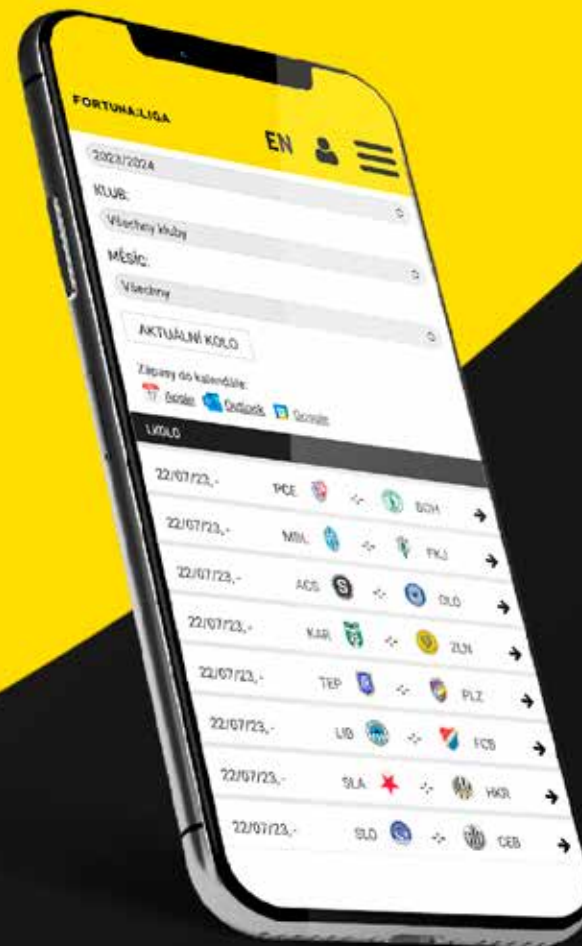 FORTUNA:LIGA
EN
2023/2024
KLUB:
Všechny kluby
MĚSÍC:
Všechny
AKTUÁLNÍ KOLO
Zápasy do kalendáře:
17 Apple Outlook Google
1.KOLO
22/07/23,- PCE -:- BOH
22/07/23,- MBL -:- FKJ
22/07/23,- ACS S -:- OLO
22/07/23,- KAR -:- ZLN
22/07/23,- TEP -:- PLZ
22/07/23,- LIB -:- FCB
22/07/23,- SLA -:- HKR
22/07/23,- SLO -:- CEB